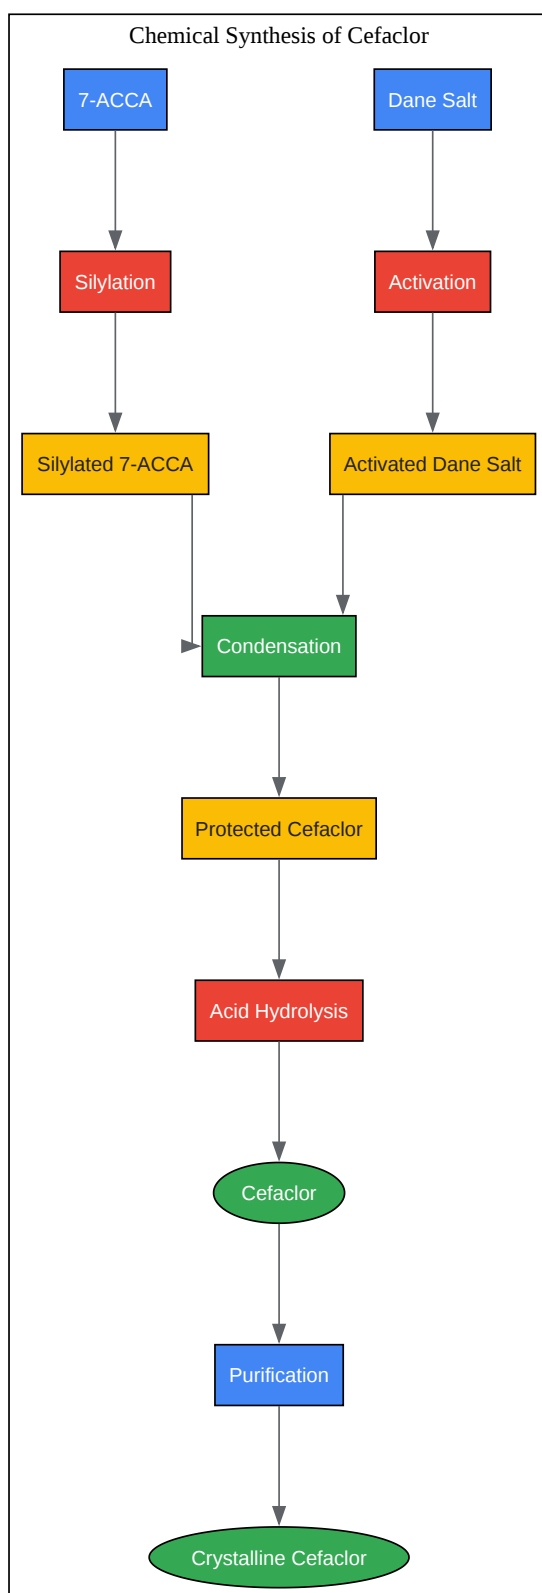 Chemical Synthesis of Cefaclor
7-ACCA
Dane Salt
Silylation
Activation
Silylated 7-ACCA
Activated Dane Salt
Condensation
Protected Cefaclor
Acid Hydrolysis
Cefaclor
Purification
Crystalline Cefaclor